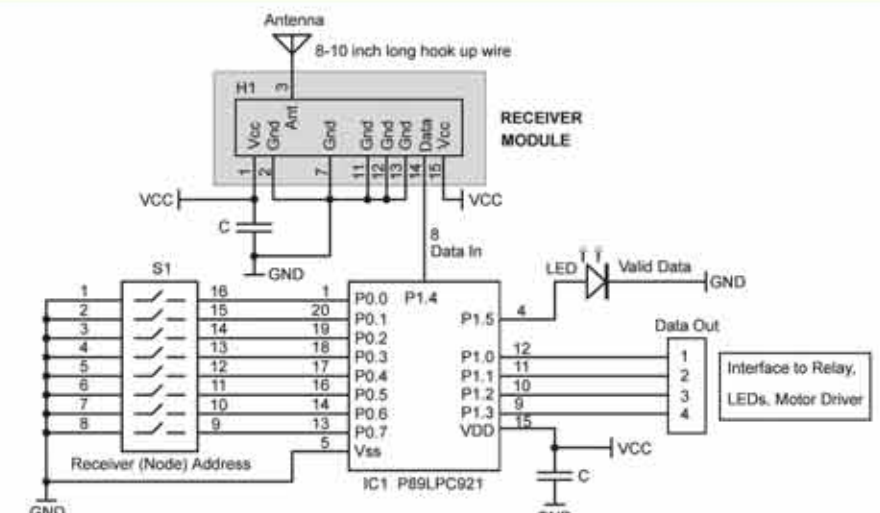 Antenna
8-10 inch long hook up wire
H1
3
Ant
RECEIVER
MODULE
Vcc
Gnd
Gnd
Gnd
Gnd
Gnd
Data
Vcc
1
2
7
11
12
13
14
15
VCC
VCC
C
8
Data In
GND
S1
LED
Valid Data
GND
1 16 1 P0.0 P1.4
2 15 20 P0.1 P1.5 4
3 14 19 P0.2
4 13 18 P0.3
5 12 17 P0.4
6 11 16 P0.5
7 10 14 P0.6
8 9 13 P0.7
5 Vss
Data Out
P1.0 12 1
P1.1 11 2
P1.2 10 3
P1.3 9 4
VDD 15
Interface to Relay,
LEDs, Motor Driver
VCC
C
Receiver (Node) Address
IC1 P89LPC921
GND
GND